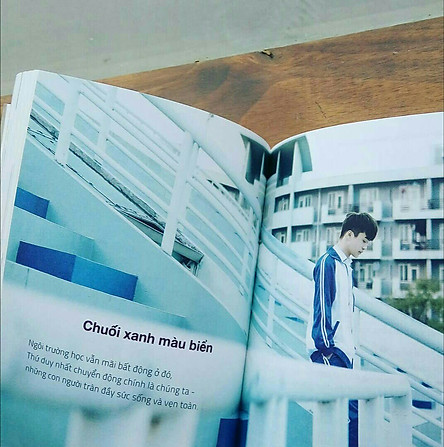 Chuối xanh màu biển
Ngôi trường học vẫn mãi bất động ở đó,
Thứ duy nhất chuyển động chính là chúng ta -
những con người tràn đầy sức sống và vẹn toàn